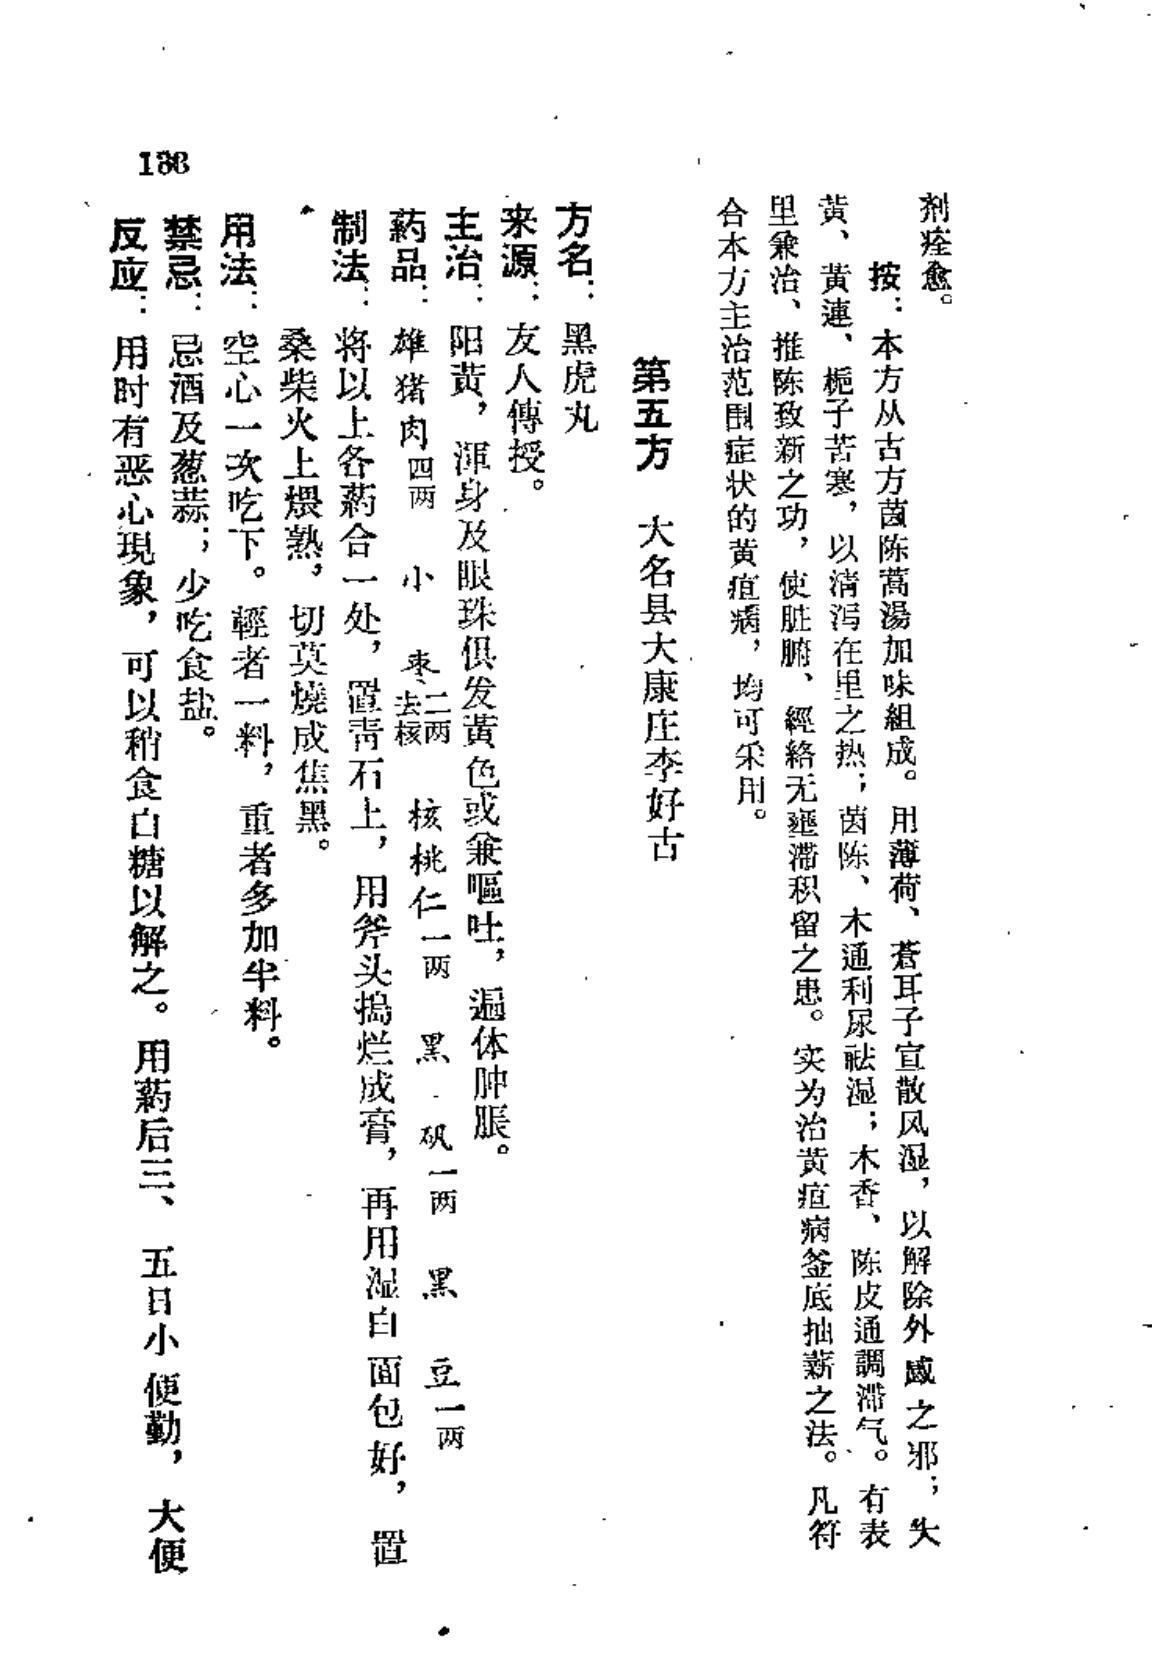 剂痊愈。
按：本方从古方茵陈蒿湯加味組成。用薄荷、蒼耳子宣散风湿，以解除外感之邪；大
黄、黄連、梔子苦寒，以清泻在里之热；茵陈、木通利尿祛湿；木香、陈皮通調滞气。有表
里兼治、推陈致新之功，使脏腑、經絡无壅滞积留之患。实为治黄疸病釜底抽薪之法。凡符
合本方主治范围症状的黄疸病，均可采用。
第五方　大名县大康庄李好古
方名：黑虎丸
来源：友人傳授。
主治：阳黄，渾身及眼珠俱发黄色或兼嘔吐，遍体肿脹。
葯品：雄猪肉四两　小枣二两去核　核桃仁一两　黑矾一两　黑豆一两
制法：将以上各葯合一处，置靑石上，用斧头搗烂成膏，再用湿白面包好，置
桑柴火上煨熟，切莫燒成焦黑。
用法：空心一次吃下。輕者一料，重者多加半料。
禁忌：忌酒及葱蒜；少吃食盐。
反应：用时有恶心現象，可以稍食白糖以解之。用葯后三、五日小便勤，大便